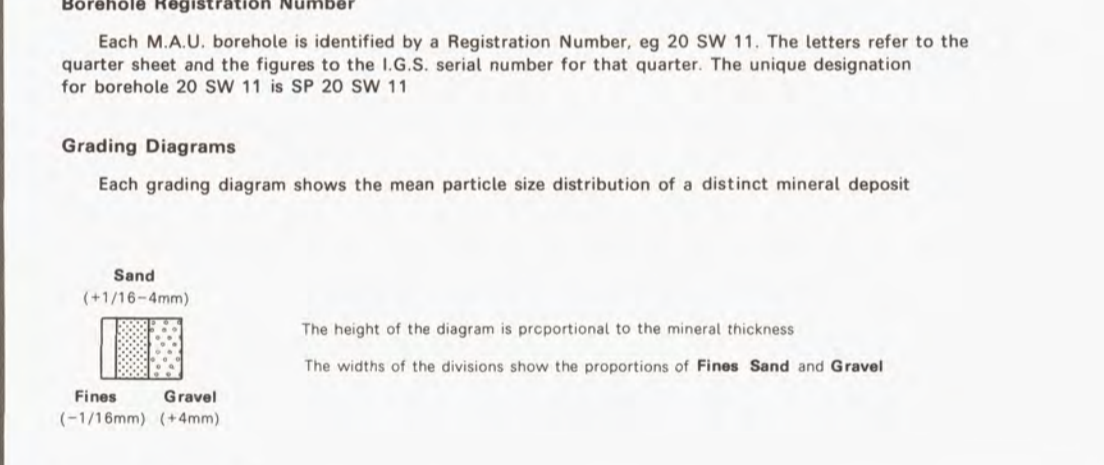 Borehole Registration Number
Each M.A.U. borehole is identified by a Registration Number, eg 20 SW 11. The letters refer to the
quarter sheet and the figures to the I.G.S. serial number for that quarter. The unique designation
for borehole 20 SW 11 is SP 20 SW 11
Grading Diagrams
Each grading diagram shows the mean particle size distribution of a distinct mineral deposit
Sand
(+1/16-4mm)
The height of the diagram is prcportional to the mineral thickness
The widths of the divisions show the proportions of Fines Sand and Gravel
Fines Gravel
(-1/16mm) (+4mm)